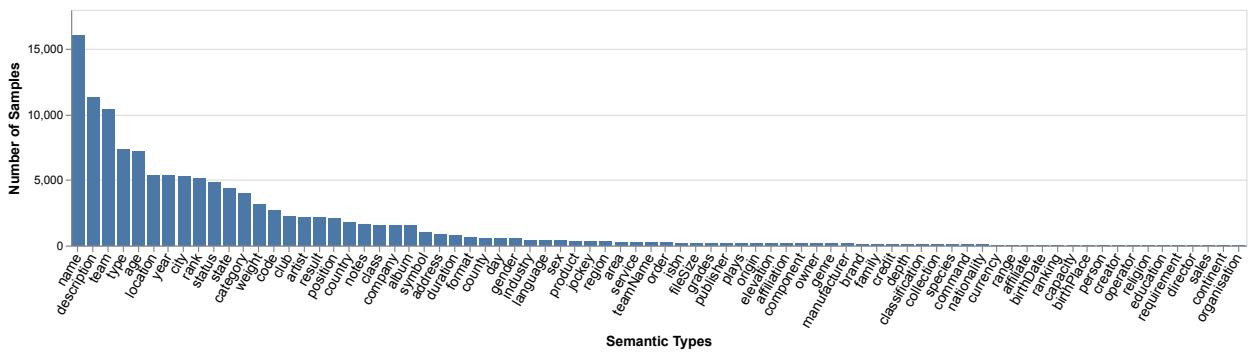 15,000
10,000
5,000
0
Number of Samples
name
description
team
type
age
location
year
city
rank
status
state
category
weight
code
club
artist
result
position
country
notes
class
company
album
symbol
address
duration
format
county
day
gender
industry
language
sex
product
jockey
region
area
service
teamName
order
isbn
fileSize
grades
publisher
plays
origin
elevation
affiliation
component
owner
genre
manufacturer
brand
family
credit
depth
classification
collection
species
command
nationality
currency
range
affiliate
birthDate
ranking
capacity
birthPlace
person
creator
operator
religion
education
requirement
director
sales
continent
organisation
Semantic Types